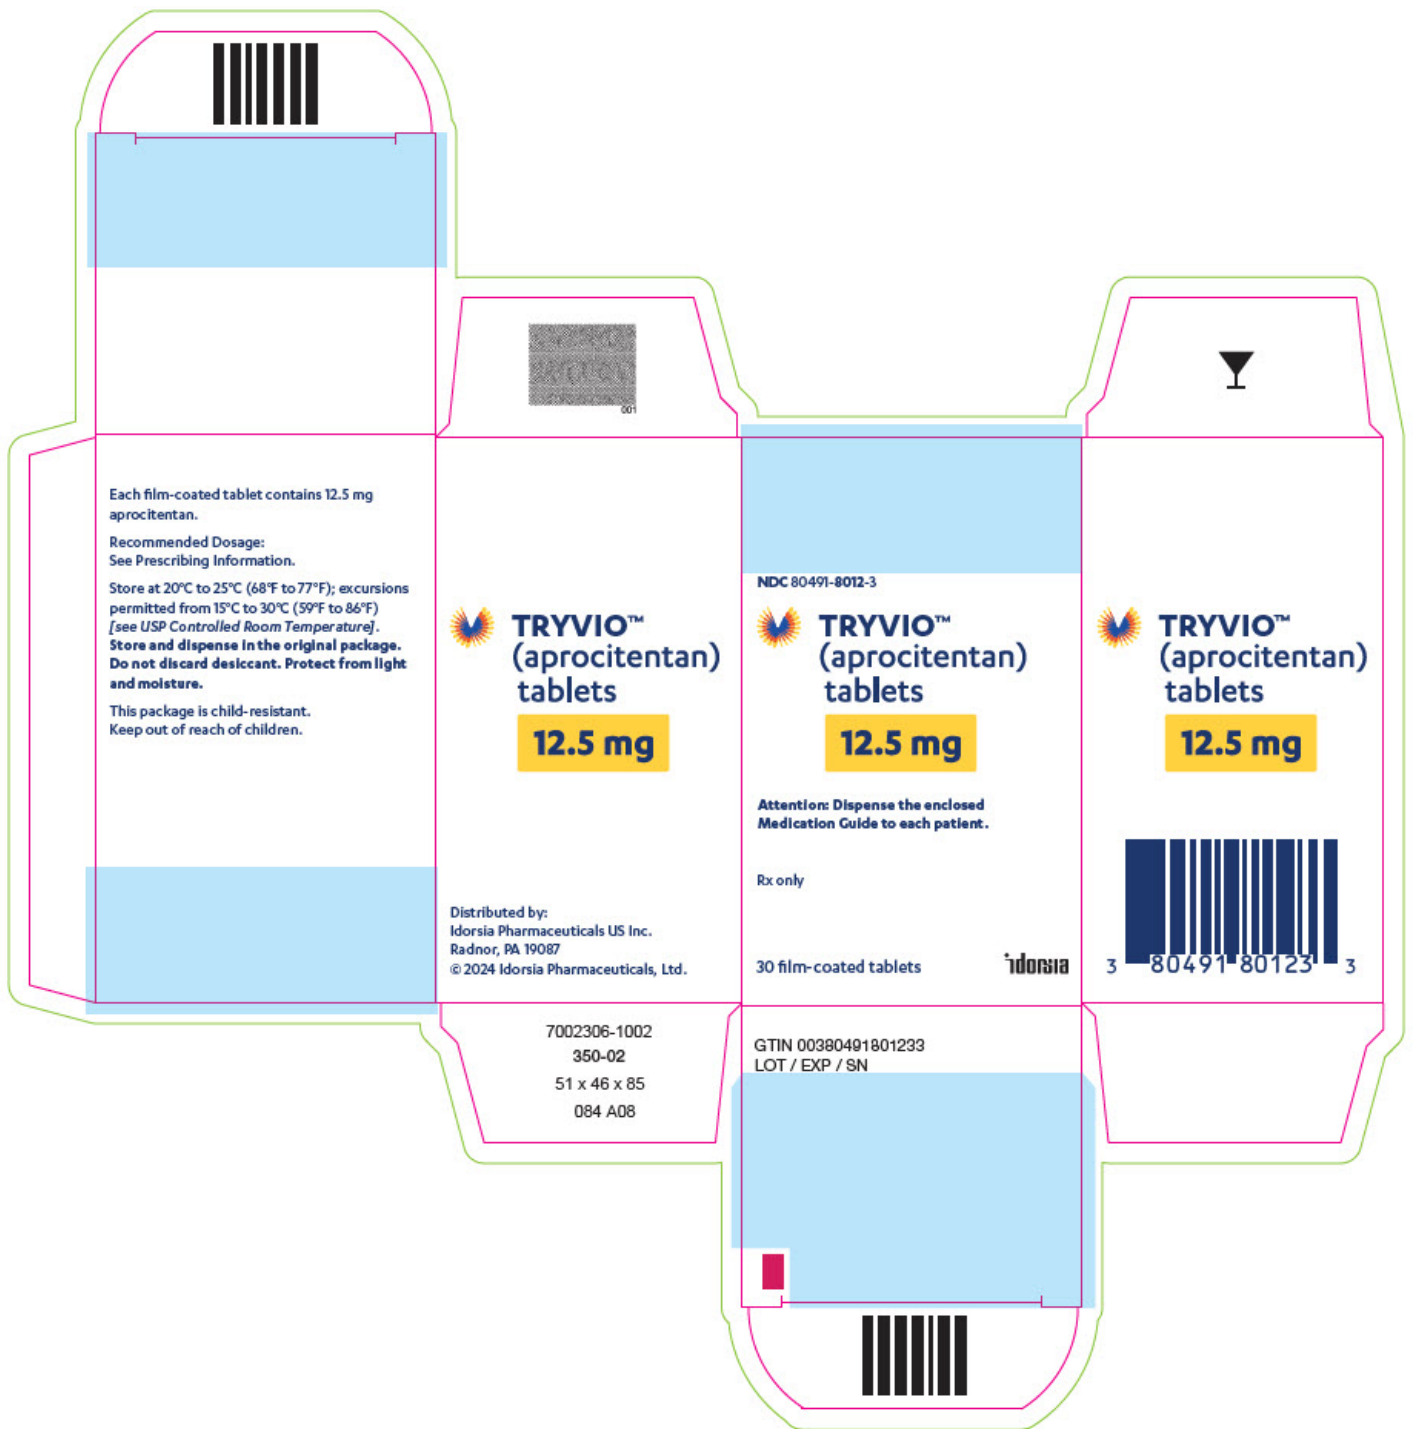 001
Each film-coated tablet contains 12.5 mg
aprocitentan.
Recommended Dosage:
See Prescribing Information.
Store at 20°C to 25°C (68°F to 77°F); excursions
permitted from 15°C to 30°C (59°F to 86°F)
[see USP Controlled Room Temperature].
Store and dispense in the original package.
Do not discard desiccant. Protect from light
and moisture.
This package is child-resistant.
Keep out of reach of children.
TRYVIO™
(aprocitentan)
tablets
12.5 mg
Distributed by:
Idorsia Pharmaceuticals US Inc.
Radnor, PA 19087
© 2024 Idorsia Pharmaceuticals, Ltd.
7002306-1002
350-02
51 x 46 x 85
084 A08
NDC 80491-8012-3
TRYVIO™
(aprocitentan)
tablets
12.5 mg
Attention: Dispense the enclosed
Medication Guide to each patient.
Rx only
30 film-coated tablets
idorsia
GTIN 00380491801233
LOT / EXP / SN
TRYVIO™
(aprocitentan)
tablets
12.5 mg
3 80491 80123 3